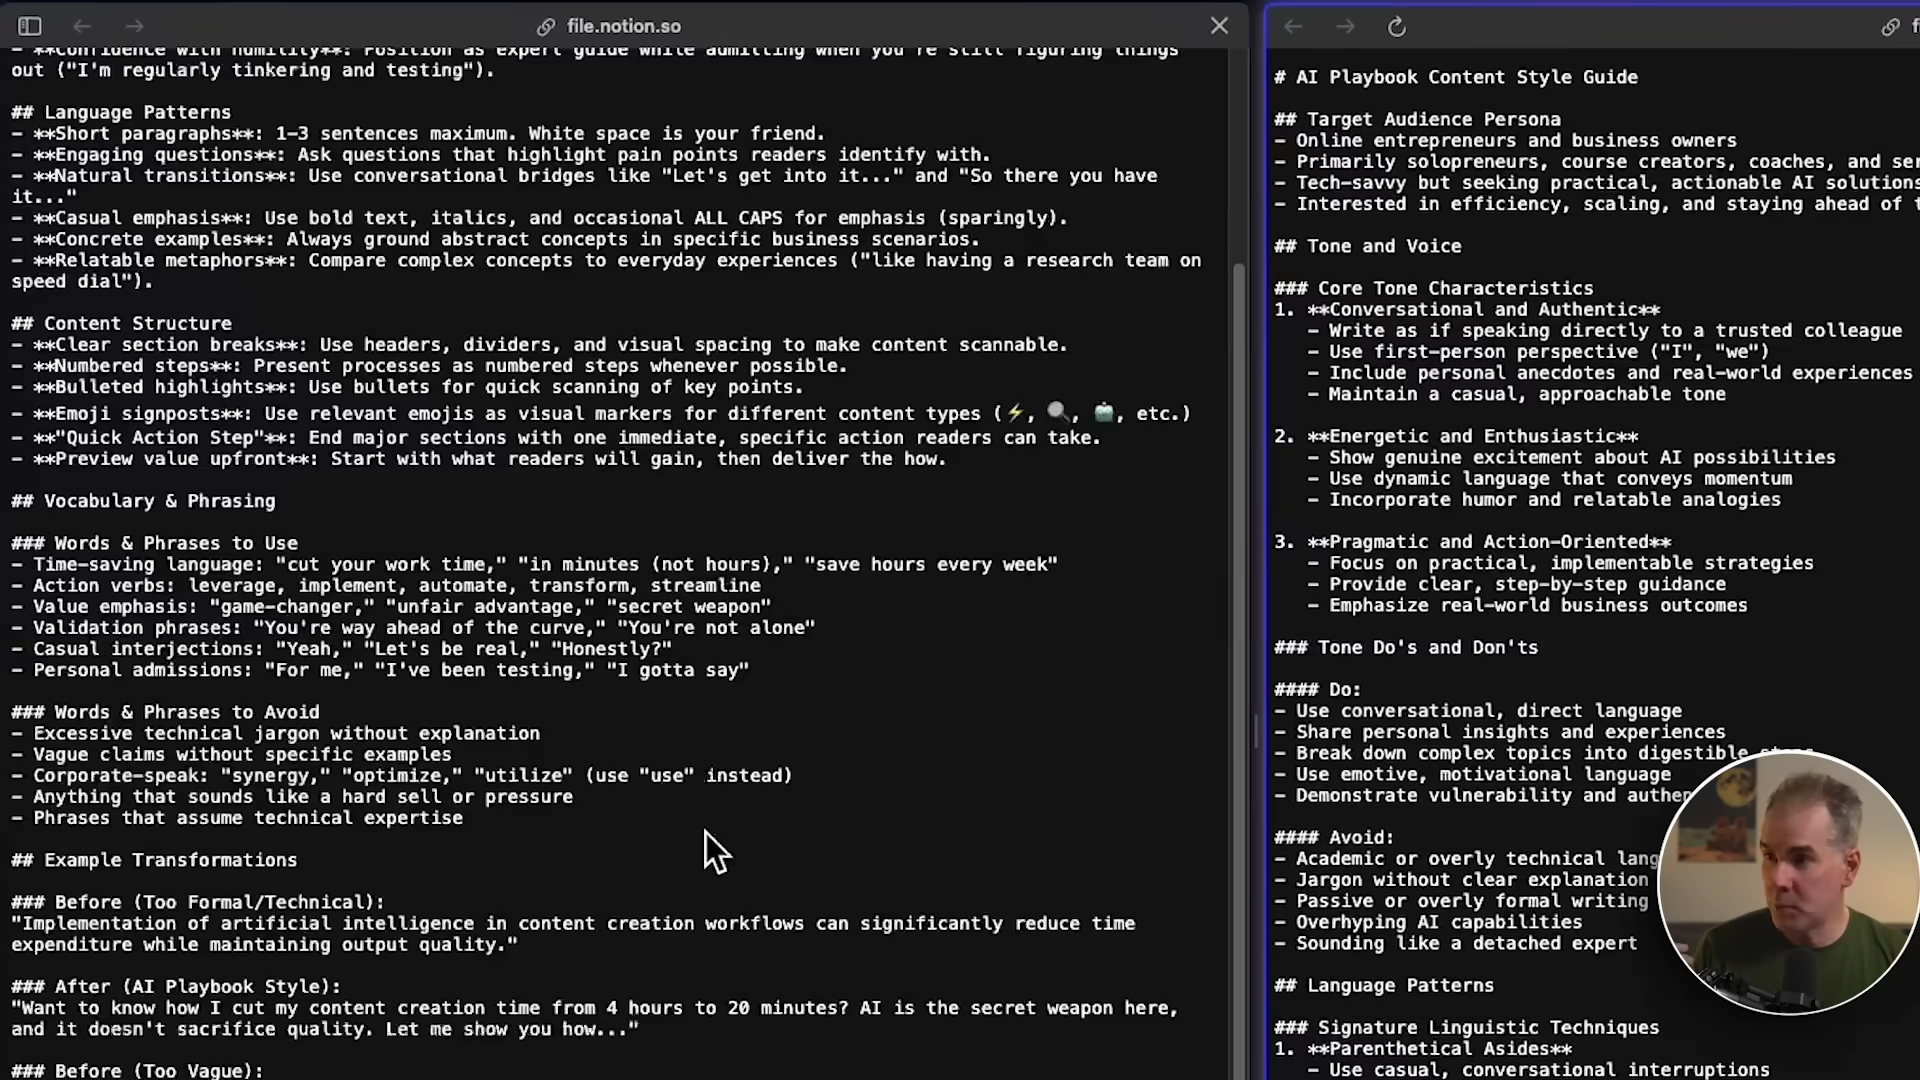 file.notion.so
- **Confidence with humility**: Position as expert guide while admitting when you're still figuring things
out ("I'm regularly tinkering and testing").
## Language Patterns
- **Short paragraphs**: 1-3 sentences maximum. White space is your friend.
- **Engaging questions**: Ask questions that highlight pain points readers identify with.
- **Natural transitions**: Use conversational bridges like "Let's get into it..." and "So there you have
it..."
- **Casual emphasis**: Use bold text, italics, and occasional ALL CAPS for emphasis (sparingly).
- **Concrete examples**: Always ground abstract concepts in specific business scenarios.
- **Relatable metaphors**: Compare complex concepts to everyday experiences ("like having a research team on
speed dial").
## Content Structure
- **Clear section breaks**: Use headers, dividers, and visual spacing to make content scannable.
- **Numbered steps**: Present processes as numbered steps whenever possible.
- **Bulleted highlights**: Use bullets for quick scanning of key points.
- **Emoji signposts**: Use relevant emojis as visual markers for different content types (⚡, 🔍, 🤖, etc.)
- **"Quick Action Step"**: End major sections with one immediate, specific action readers can take.
- **Preview value upfront**: Start with what readers will gain, then deliver the how.
## Vocabulary & Phrasing
### Words & Phrases to Use
- Time-saving language: "cut your work time," "in minutes (not hours)," "save hours every week"
- Action verbs: leverage, implement, automate, transform, streamline
- Value emphasis: "game-changer," "unfair advantage," "secret weapon"
- Validation phrases: "You're way ahead of the curve," "You're not alone"
- Casual interjections: "Yeah," "Let's be real," "Honestly?"
- Personal admissions: "For me," "I've been testing," "I gotta say"
### Words & Phrases to Avoid
- Excessive technical jargon without explanation
- Vague claims without specific examples
- Corporate-speak: "synergy," "optimize," "utilize" (use "use" instead)
- Anything that sounds like a hard sell or pressure
- Phrases that assume technical expertise
## Example Transformations
### Before (Too Formal/Technical):
"Implementation of artificial intelligence in content creation workflows can significantly reduce time
expenditure while maintaining output quality."
### After (AI Playbook Style):
"Want to know how I cut my content creation time from 4 hours to 20 minutes? AI is the secret weapon here,
and it doesn't sacrifice quality. Let me show you how..."
### Before (Too Vague):
# AI Playbook Content Style Guide
## Target Audience Persona
- Online entrepreneurs and business owners
- Primarily solopreneurs, course creators, coaches, and
- Tech-savvy but seeking practical, actionable AI solutions
- Interested in efficiency, scaling, and staying ahead of
## Tone and Voice
### Core Tone Characteristics
1. **Conversational and Authentic**
- Write as if speaking directly to a trusted colleague
- Use first-person perspective ("I", "we")
- Include personal anecdotes and real-world experiences
- Maintain a casual, approachable tone
2. **Energetic and Enthusiastic**
- Show genuine excitement about AI possibilities
- Use dynamic language that conveys momentum
- Incorporate humor and relatable analogies
3. **Pragmatic and Action-Oriented**
- Focus on practical, implementable strategies
- Provide clear, step-by-step guidance
- Emphasize real-world business outcomes
### Tone Do's and Don'ts
#### Do:
- Use conversational, direct language
- Share personal insights and experiences
- Break down complex topics into digestible
- Use emotive, motivational language
- Demonstrate vulnerability and
#### Avoid:
- Academic or overly technical
- Jargon without clear explanation
- Passive or overly formal writing
- Overhyping AI capabilities
- Sounding like a detached expert
## Language Patterns
### Signature Linguistic Techniques
1. **Parenthetical Asides**
- Use casual, conversational interruptions